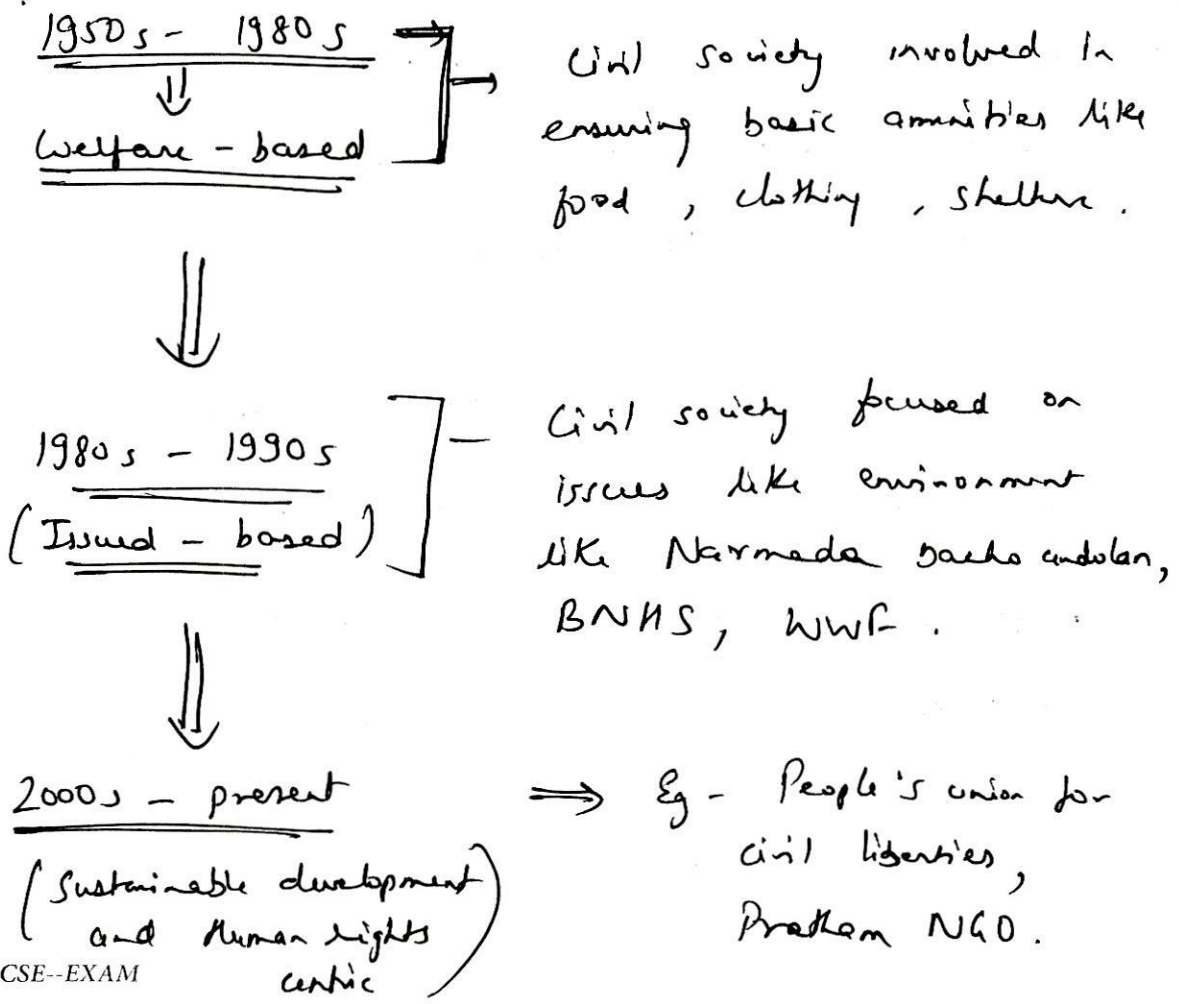 1950s - 1980s
Welfare - based
Civil society involved in
ensuring basic amenities like
food, clothing, shelter.
1980s - 1990s
(Issued - based)
Civil society focused on
issues like environment
like Narmada bacho andolan,
BNHS, WWF.
2000s - present
(Sustainable development
and Human rights
centric)
Eg - People's union for
civil liberties,
Pratham NGO.
CSE--EXAM